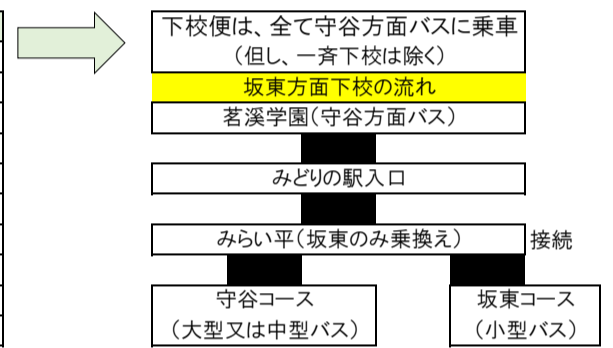 下校便は、全て守谷方面バスに乗車
（但し、一斉下校は除く）
坂東方面下校の流れ
茗溪学園（守谷方面バス）
みどりの駅入口
みらい平（坂東のみ乗換え）
接続
守谷コース
（大型又は中型バス）
坂東コース
（小型バス）